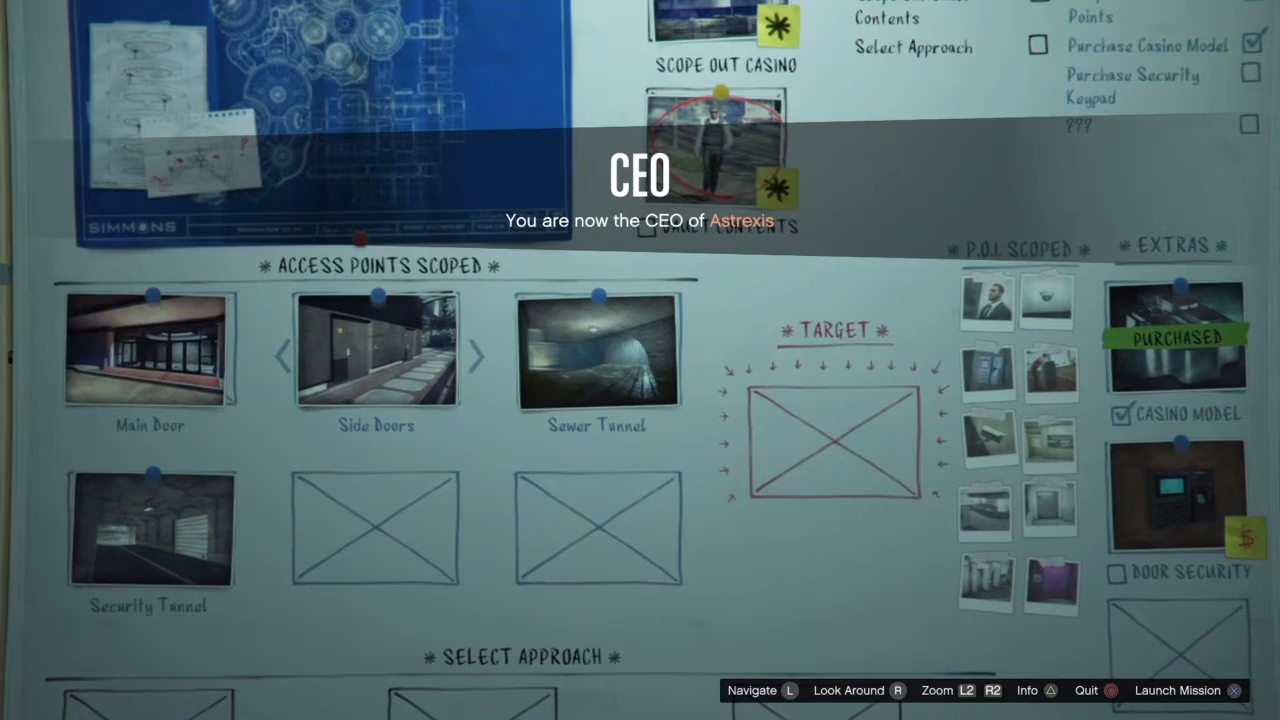 Contents
Points
Select Approach
Purchase Casino Model
SCOPE OUT CASINO
Purchase Security
Keypad
???
CEO
You are now the CEO of Astrexis
VAULT CONTENTS
SIMMONS
* ACCESS POINTS SCOPED *
* P.O.I. SCOPED *
* EXTRAS *
* TARGET *
PURCHASED
Main Door
Side Doors
Sewer Tunnel
CASINO MODEL
$
Security Tunnel
DOOR SECURITY
* SELECT APPROACH *
Navigate L Look Around R Zoom L2 R2 Info Quit Launch Mission